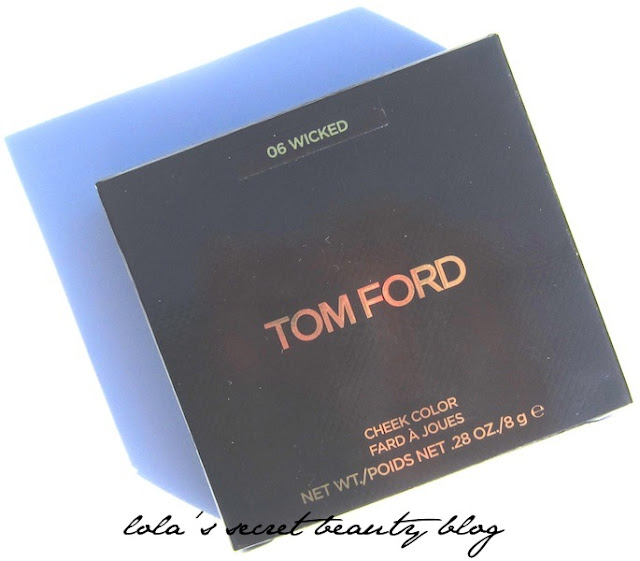 06 WICKED
TOM FORD
CHEEK COLOR
FARD À JOUES
NET WT./POIDS NET .28 OZ./8 g ℮
lola's secret beauty blog